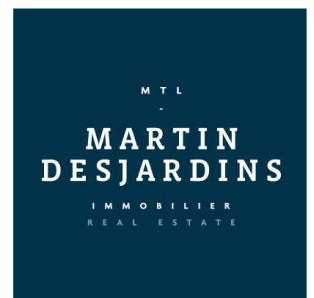 MTL
-
MARTIN
DESJARDINS
IMMOBILIER
REAL ESTATE